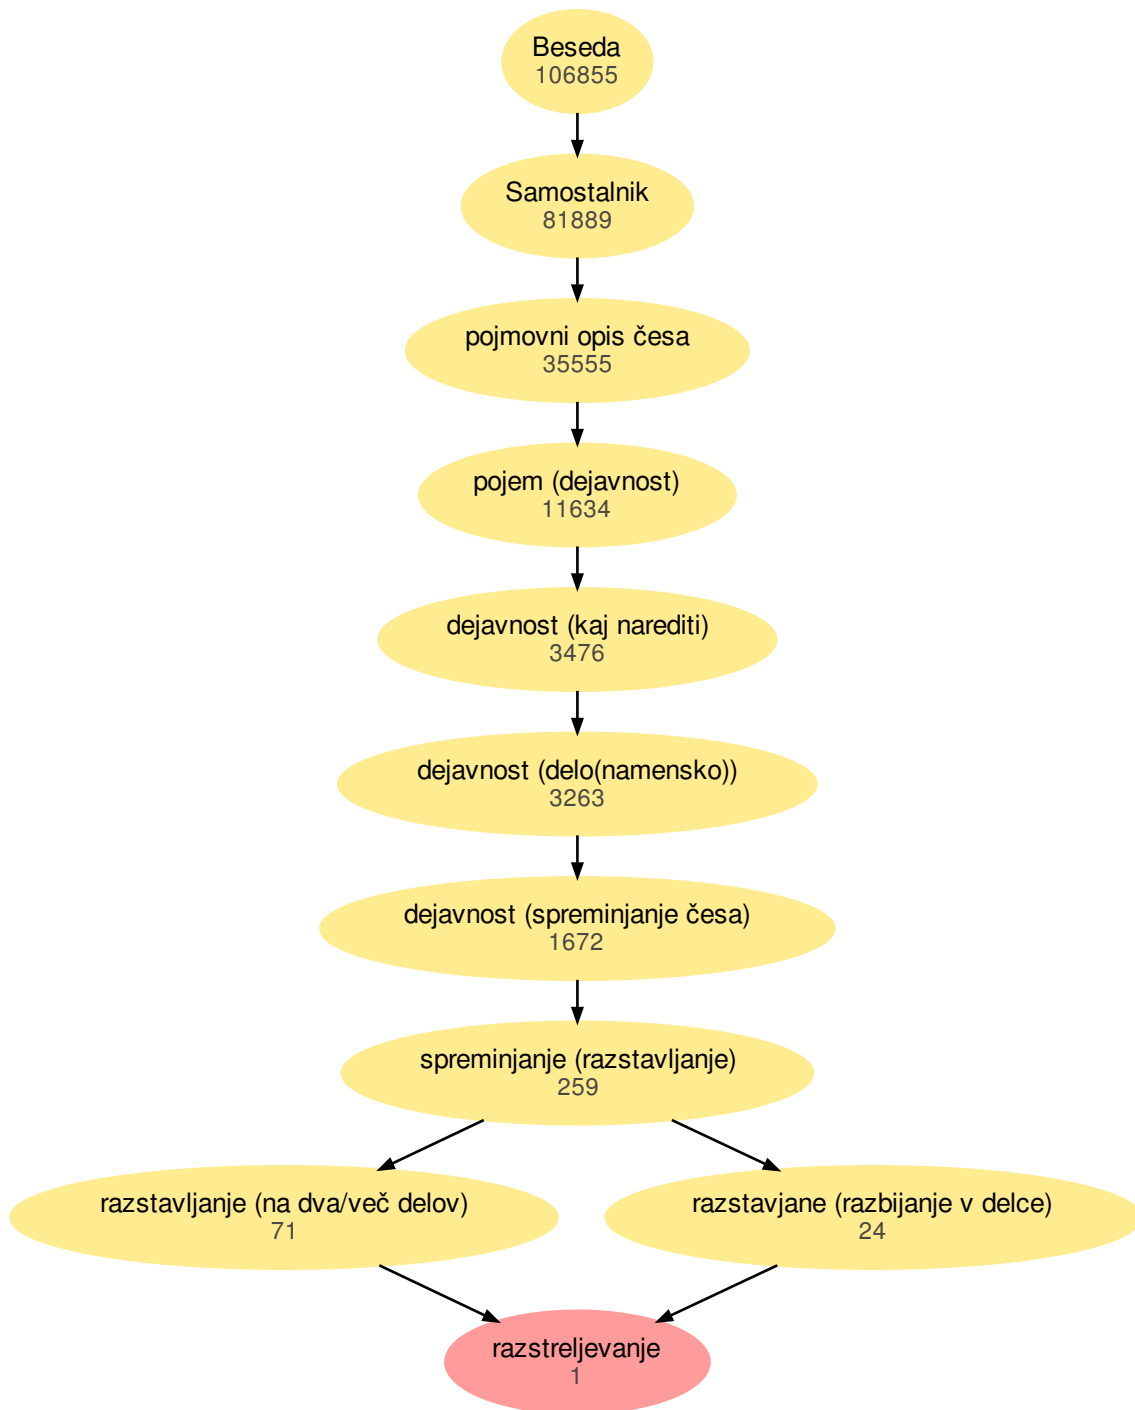 Beseda
106855
Samostalnik
81889
pojmovni opis česa
35555
pojem (dejavnost)
11634
dejavnost (kaj narediti)
3476
dejavnost (delo(namensko))
3263
dejavnost (spreminjanje česa)
1672
spreminjanje (razstavljanje)
259
razstavljanje (na dva/več delov)
71
razstavjane (razbijanje v delce)
24
razstreljevanje
1